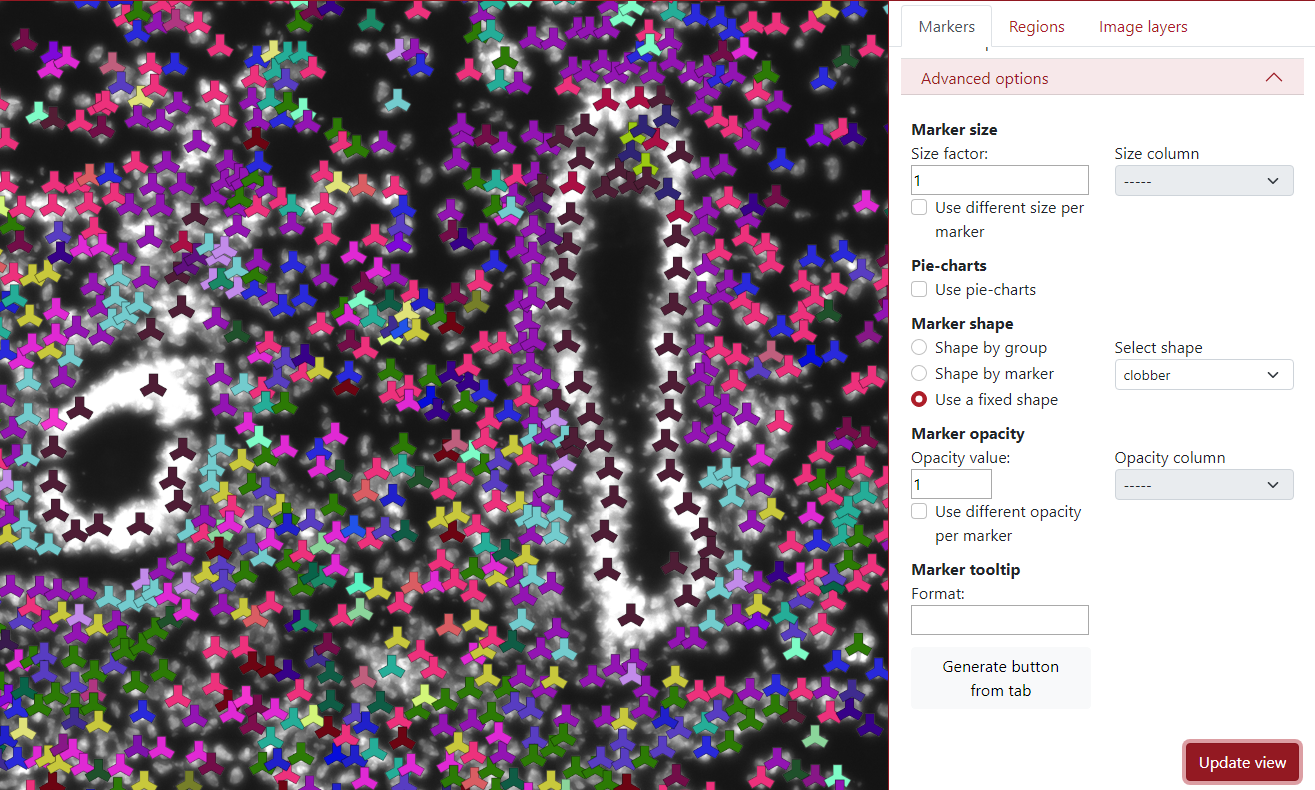 Markers Regions Image layers
Advanced options
Marker size
Size factor: Size column
1 -----
Use different size per
marker
Pie-charts
Use pie-charts
Marker shape
Shape by group Select shape
Shape by marker clobber
Use a fixed shape
Marker opacity
Opacity value: Opacity column
1 -----
Use different opacity
per marker
Marker tooltip
Format:
Generate button
from tab
Update view